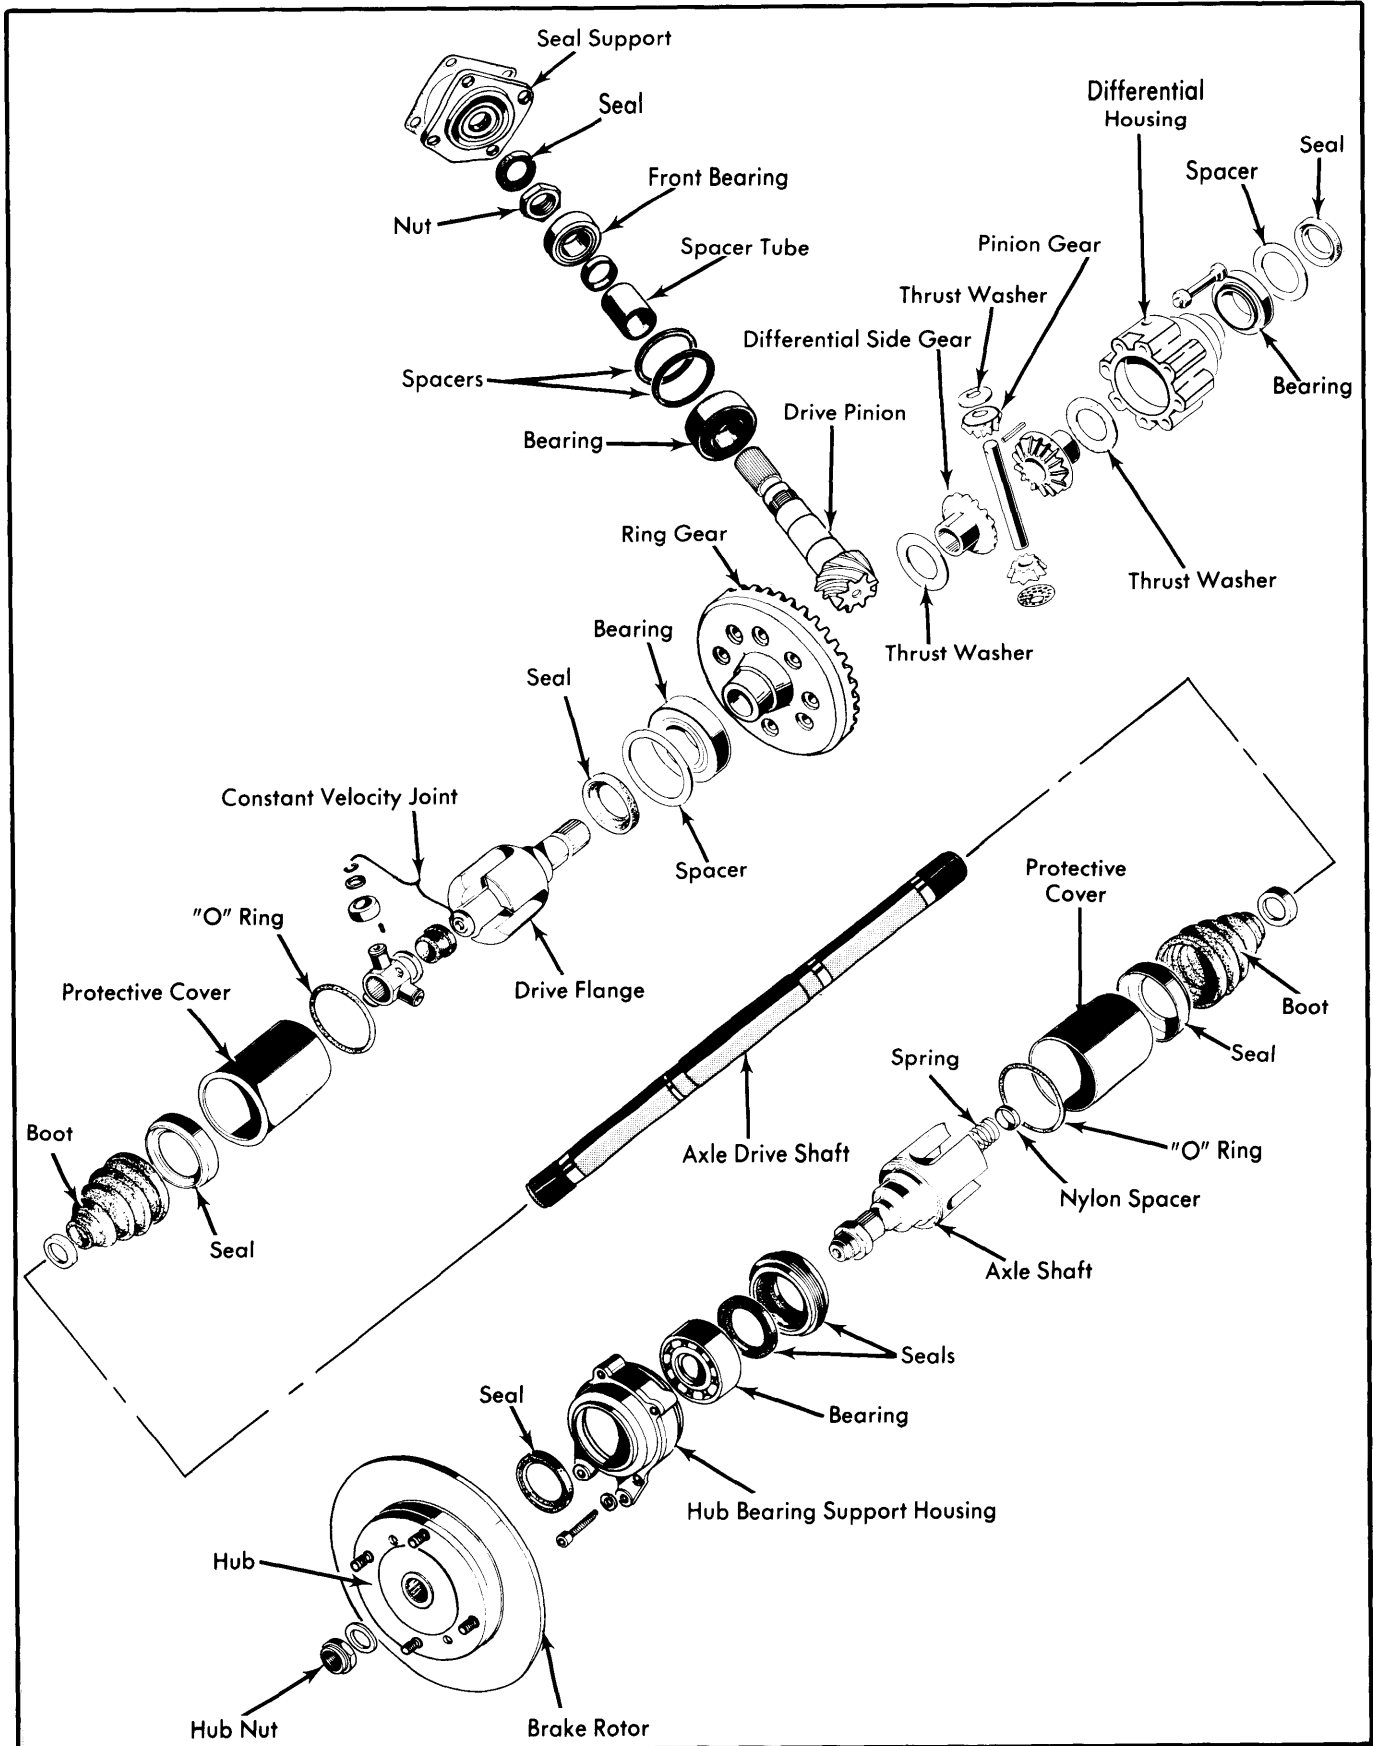 Seal Support
Seal
Differential
Housing
Seal
Spacer
Front Bearing
Nut
Spacer Tube
Pinion Gear
Thrust Washer
Differential Side Gear
Spacers
Bearing
Drive Pinion
Bearing
Ring Gear
Thrust Washer
Bearing
Thrust Washer
Seal
Constant Velocity Joint
Spacer
Protective
Cover
"O" Ring
Protective Cover
Drive Flange
Boot
Spring
Seal
Boot
Axle Drive Shaft
"O" Ring
Nylon Spacer
Seal
Axle Shaft
Seals
Seal
Bearing
Hub Bearing Support Housing
Hub
Hub Nut
Brake Rotor